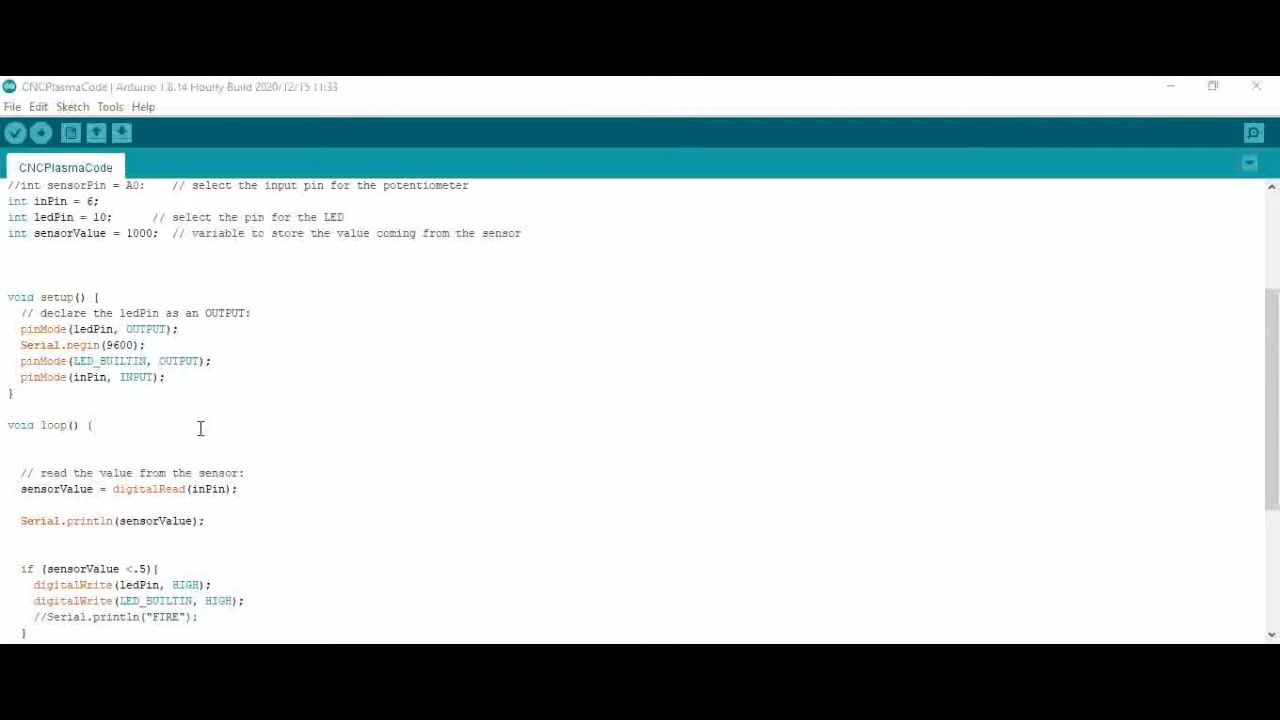 CNCPlasmaCode | Arduino 1.8.14 Hourly Build 2020/12/15 11:33
File Edit Sketch Tools Help
CNCPlasmaCode
//int sensorPin = A0;    // select the input pin for the potentiometer
int inPin = 6;
int ledPin = 10;      // select the pin for the LED
int sensorValue = 1000;  // variable to store the value coming from the sensor
void setup() {
// declare the ledPin as an OUTPUT:
pinMode(ledPin, OUTPUT);
Serial.begin(9600);
pinMode(LED_BUILTIN, OUTPUT);
pinMode(inPin, INPUT);
}
void loop() {
// read the value from the sensor:
sensorValue = digitalRead(inPin);
Serial.println(sensorValue);
if (sensorValue <.5){
digitalWrite(ledPin, HIGH);
digitalWrite(LED_BUILTIN, HIGH);
//Serial.println("FIRE");
}